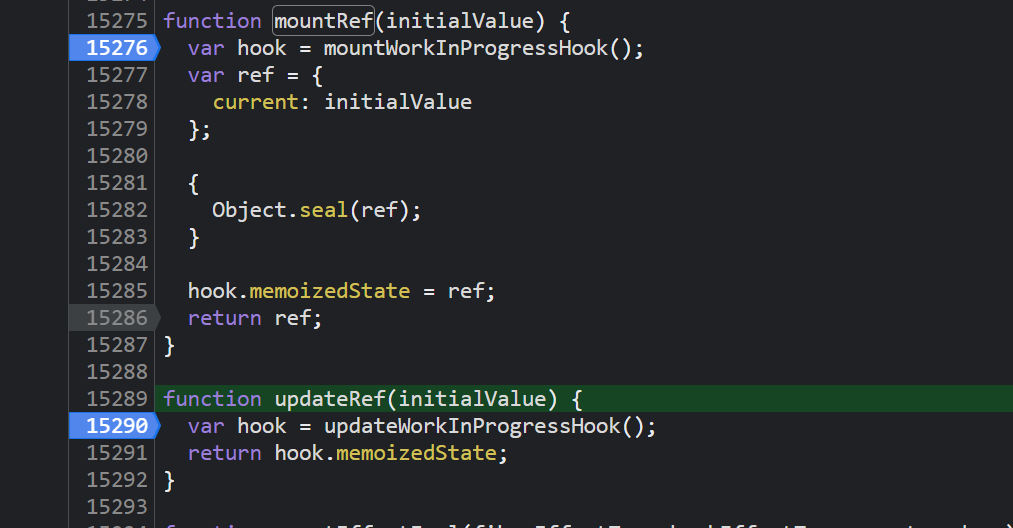 15275 function mountRef(initialValue) {
15276   var hook = mountWorkInProgressHook();
15277   var ref = {
15278     current: initialValue
15279   };
15280
15281   {
15282     Object.seal(ref);
15283   }
15284
15285   hook.memoizedState = ref;
15286   return ref;
15287 }
15288
15289 function updateRef(initialValue) {
15290   var hook = updateWorkInProgressHook();
15291   return hook.memoizedState;
15292 }
15293